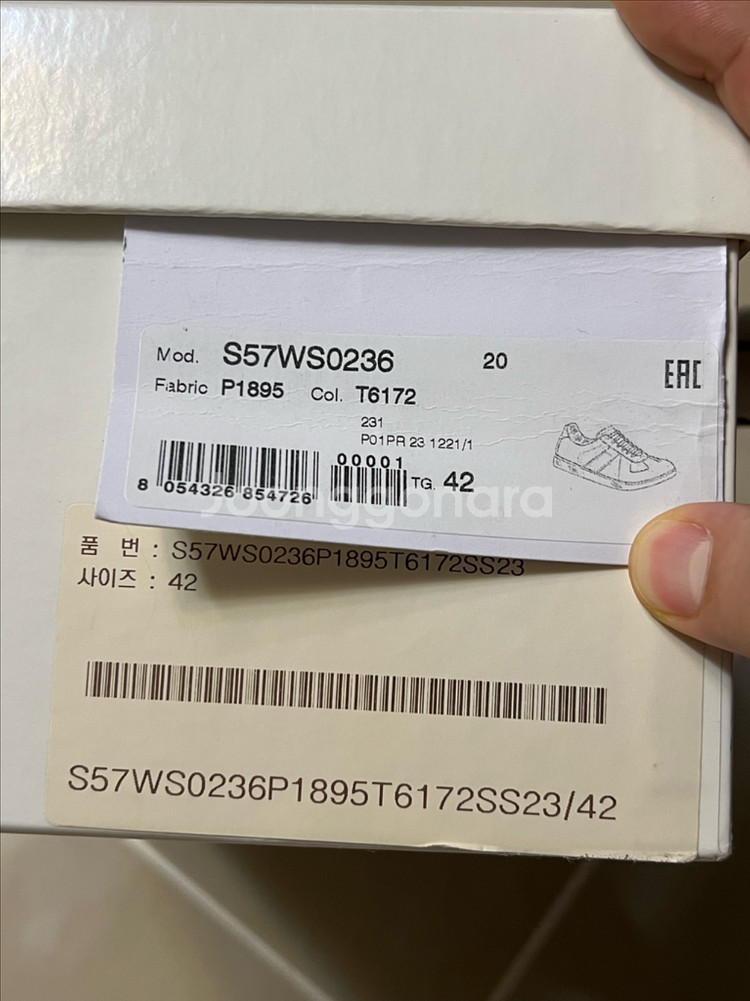 Mod. S57WS0236 20
EAC
Fabric P1895 Col. T6172
231
P01PR 23 1221/1
00001
8 054326 854726
TG. 42
joonggonara
품 번 : S57WS0236P1895T6172SS23
사이즈 : 42
S57WS0236P1895T6172SS23/42